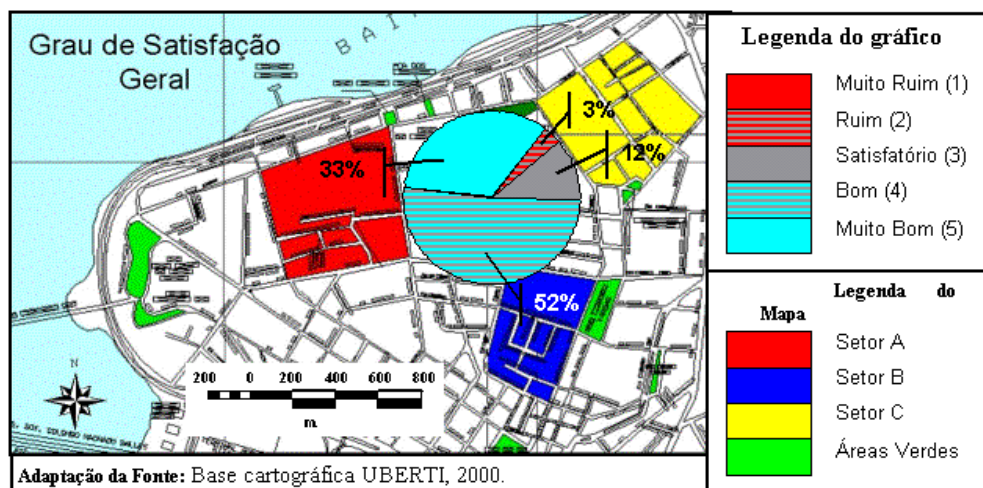 Grau de Satisfação
Geral
BAI
3%
12%
33%
52%
N
200 0 200 400 600 800
m.
Adaptação da Fonte: Base cartográfica UBERTI, 2000.
Legenda do gráfico
Muito Ruim (1)
Ruim (2)
Satisfatório (3)
Bom (4)
Muito Bom (5)
Legenda do
Mapa
Setor A
Setor B
Setor C
Áreas Verdes